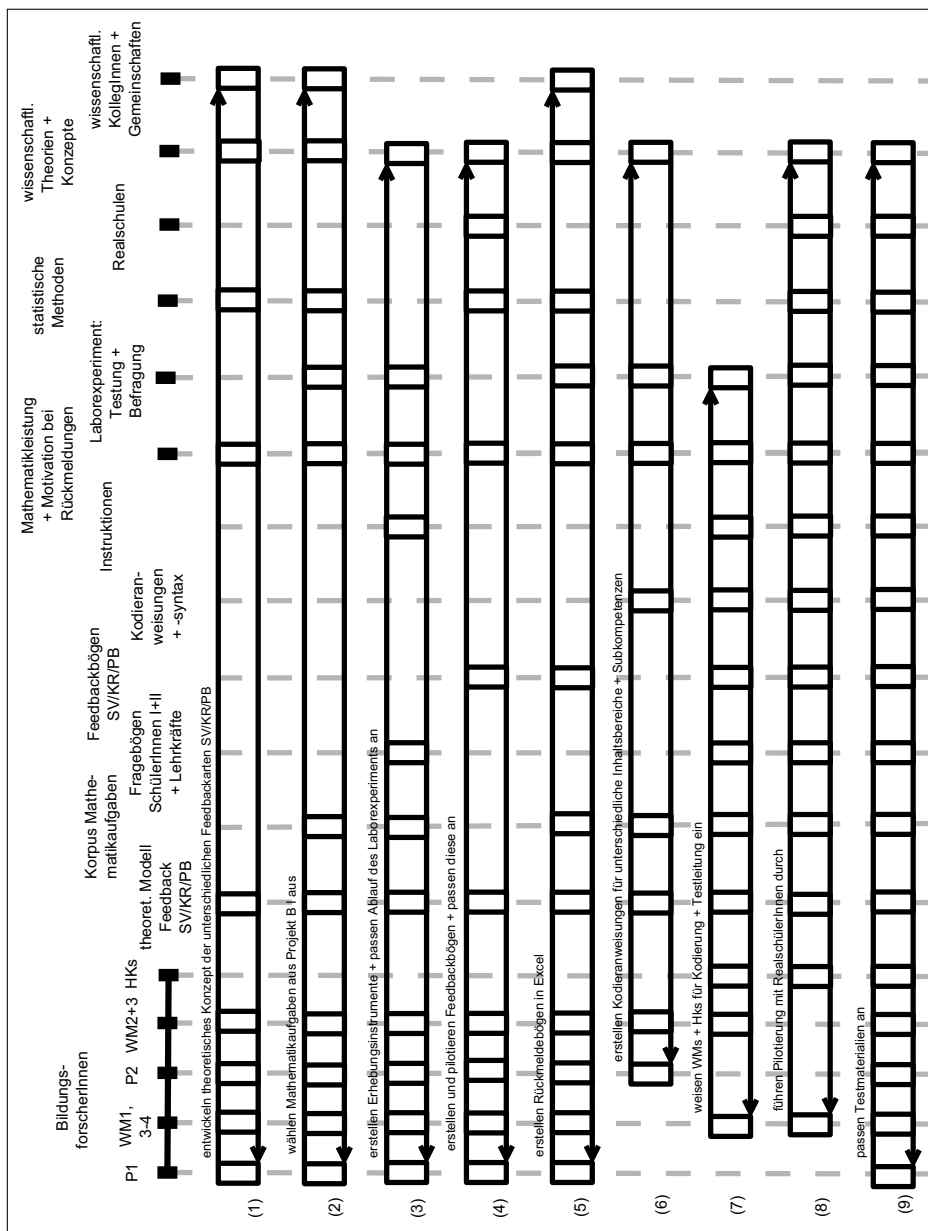 Bildungs-
forscherInnen
P1
WM1,
3-4
P2
WM2+3
HKs
theoret. Modell
Feedback
SV/KR/PB
Korpus Mathe-
matikaufgaben
Fragebögen
SchülerInnen I+II
+ Lehrkräfte
Feedbackbögen
SV/KR/PB
Kodieran-
weisungen
+ -syntax
Instruktionen
Mathematikleistung
+ Motivation bei
Rückmeldungen
Laborexperiment:
Testung +
Befragung
statistische
Methoden
Realschulen
wissenschaftl.
Theorien +
Konzepte
wissenschaftl.
KollegInnen +
Gemeinschaften
(1)
entwickeln theoretisches Konzept der unterschiedlichen Feedbackarten SV/KR/PB
(2)
wählen Mathematikaufgaben aus Projekt B I aus
(3)
erstellen Erhebungsinstrumente + passen Ablauf des Laborexperiments an
(4)
erstellen und pilotieren Feedbackbögen + passen diese an
(5)
erstellen Rückmeldebögen in Excel
(6)
erstellen Kodieranweisungen für unterschiedliche Inhaltsbereiche + Subkompetenzen
(7)
weisen WMs + Hks für Kodierung + Testleitung ein
(8)
führen Pilotierung mit RealschülerInnen durch
(9)
passen Testmaterialien an